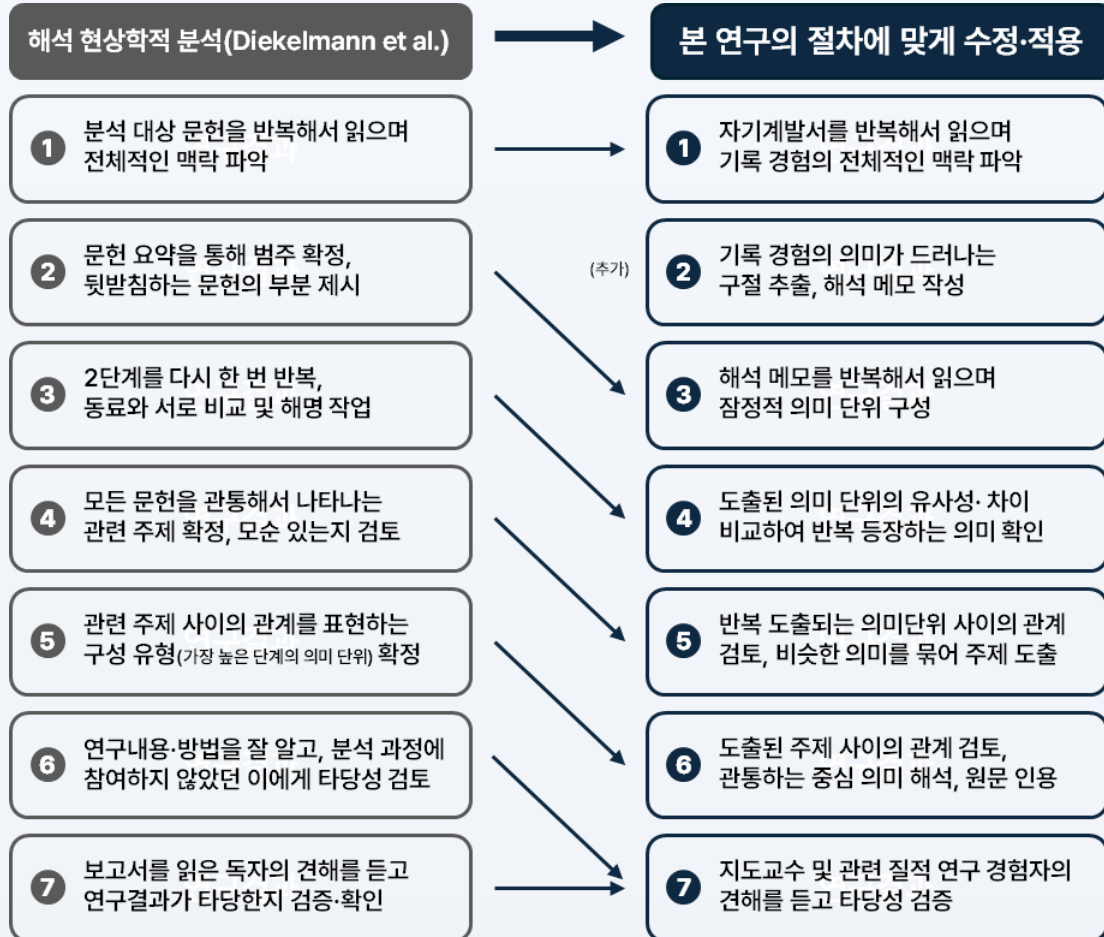 해석 현상학적 분석(Diekelmann et al.)
본 연구의 절차에 맞게 수정·적용
1 분석 대상 문헌을 반복해서 읽으며
전체적인 맥락 파악
1 자기계발서를 반복해서 읽으며
기록 경험의 전체적인 맥락 파악
2 문헌 요약을 통해 범주 확정,
뒷받침하는 문헌의 부분 제시
(추가)
2 기록 경험의 의미가 드러나는
구절 추출, 해석 메모 작성
3 2단계를 다시 한 번 반복,
동료와 서로 비교 및 해명 작업
3 해석 메모를 반복해서 읽으며
잠정적 의미 단위 구성
4 모든 문헌을 관통해서 나타나는
관련 주제 확정, 모순 있는지 검토
4 도출된 의미 단위의 유사성· 차이
비교하여 반복 등장하는 의미 확인
5 관련 주제 사이의 관계를 표현하는
구성 유형(가장 높은 단계의 의미 단위) 확정
5 반복 도출되는 의미단위 사이의 관계
검토, 비슷한 의미를 묶어 주제 도출
6 연구내용·방법을 잘 알고, 분석 과정에
참여하지 않았던 이에게 타당성 검토
6 도출된 주제 사이의 관계 검토,
관통하는 중심 의미 해석, 원문 인용
7 보고서를 읽은 독자의 견해를 듣고
연구결과가 타당한지 검증·확인
7 지도교수 및 관련 질적 연구 경험자의
견해를 듣고 타당성 검증